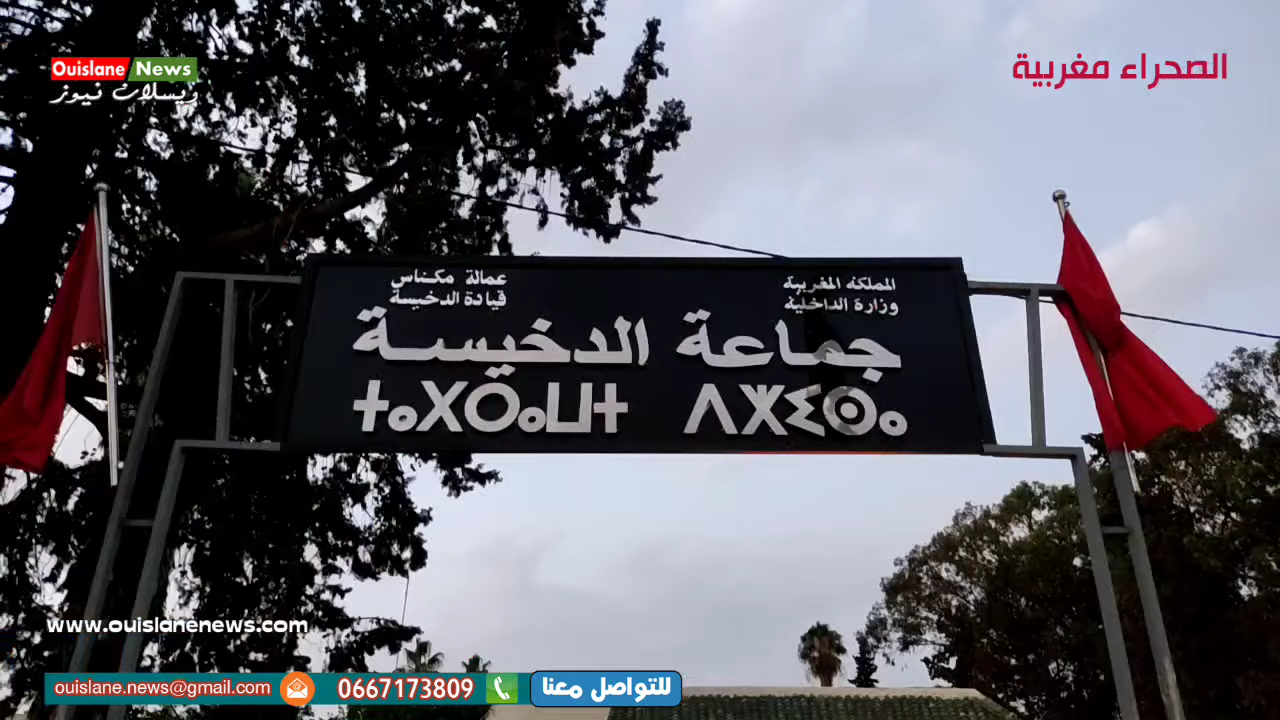 Ouislane News
ويسلان نيوز
الصحراء مغربية
المملكة المغربية
وزارة الداخلية
عمالة مكناس
قيادة الدخيسة
جماعة الدخيسة
ⵜⴰⴳⵔⴰⵡⵜ ⴷⵅⵉⵙⴰ
www.ouislanenews.com
ouislane.news@gmail.com
0667173809
للتواصل معنا